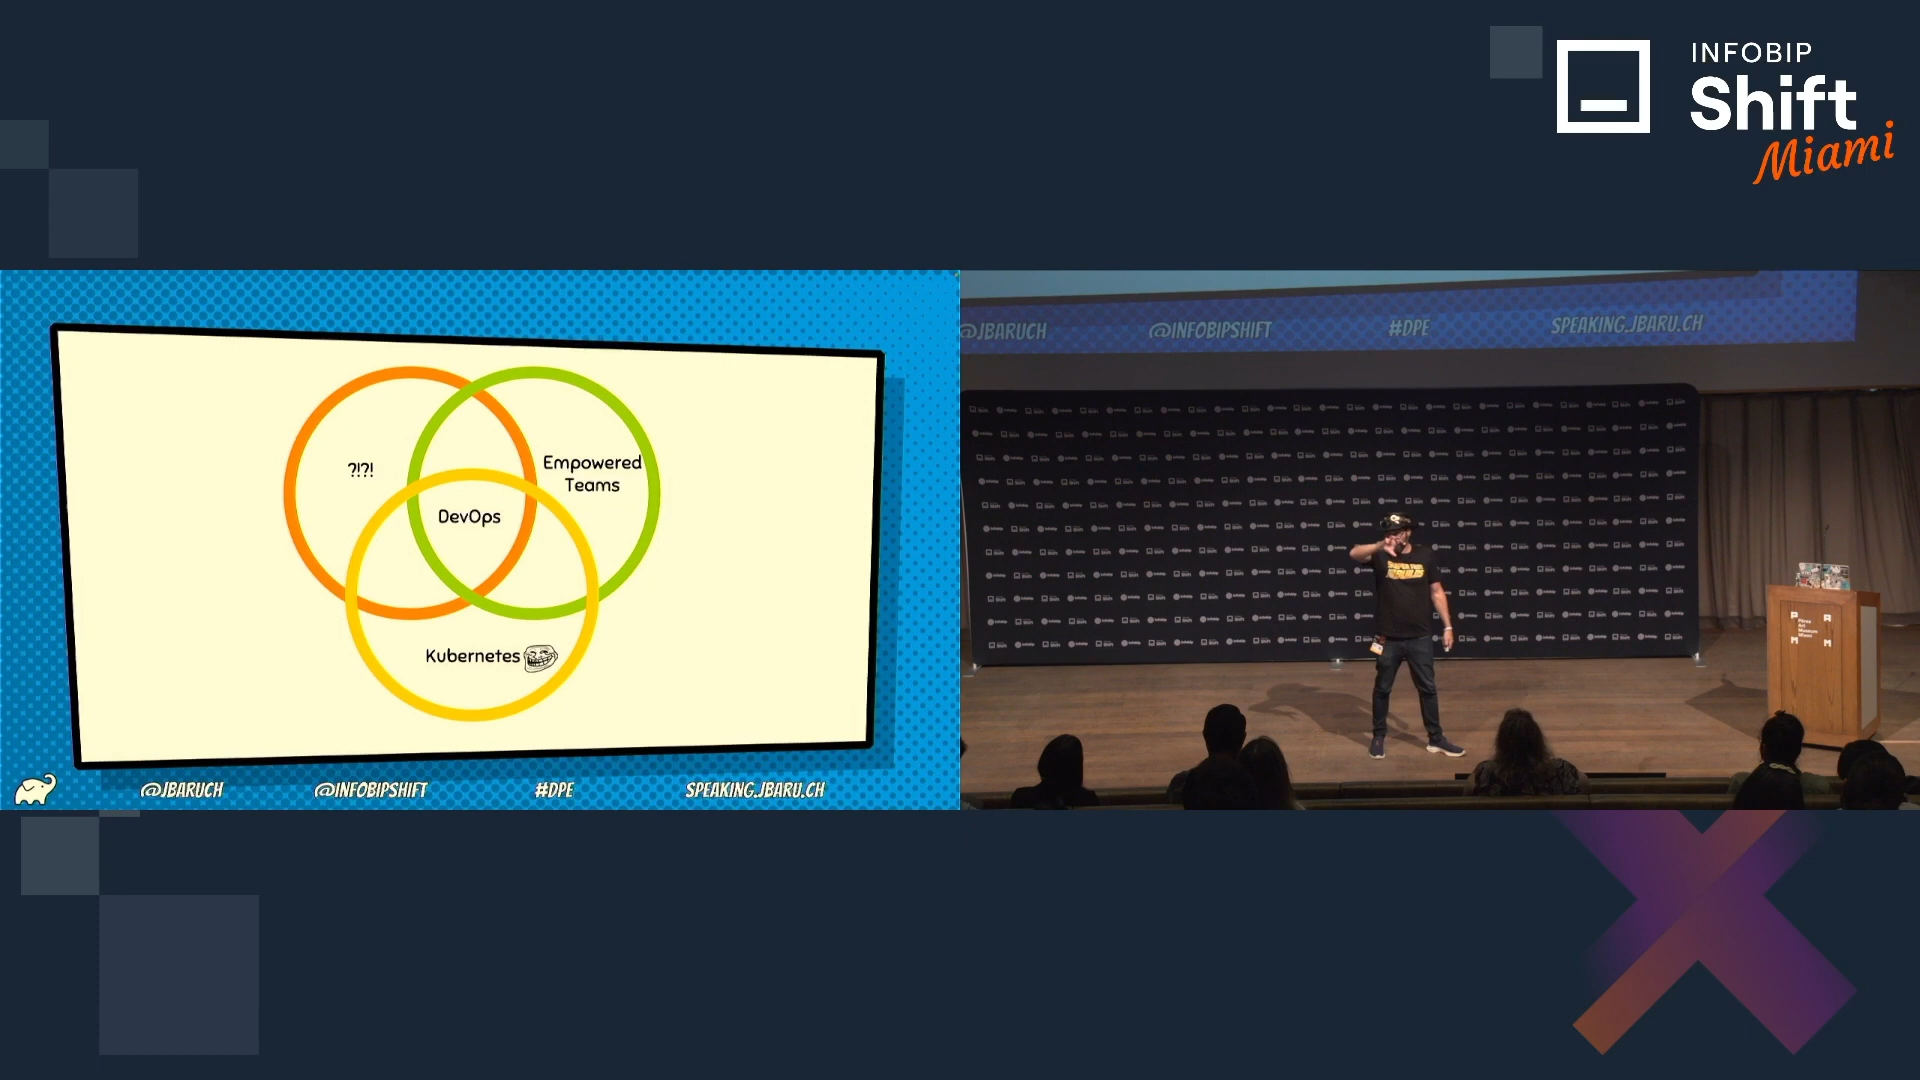 INFOBIP
Shift
Miami
?!?!
Empowered
Teams
DevOps
Kubernetes
@JBARUCH
@INFOBIPSHIFT
#DPE
SPEAKING.JBARU.CH
@JBARUCH
@INFOBIPSHIFT
#DPE
SPEAKING.JBARU.CH